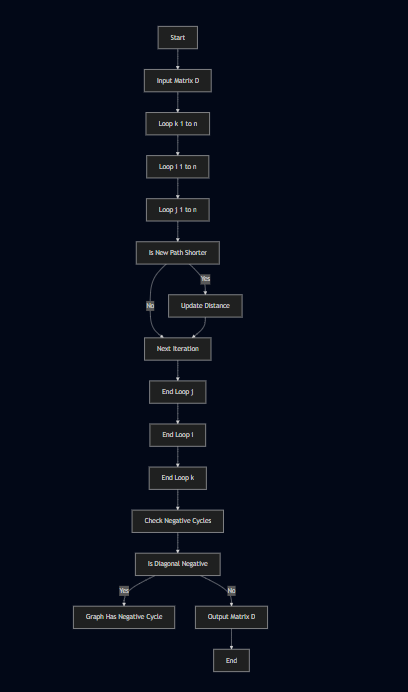 Start
Input Matrix D
Loop k 1 to n
Loop i 1 to n
Loop j 1 to n
Is New Path Shorter
Yes
No
Update Distance
Next Iteration
End Loop j
End Loop i
End Loop k
Check Negative Cycles
Is Diagonal Negative
Yes
No
Graph Has Negative Cycle
Output Matrix D
End